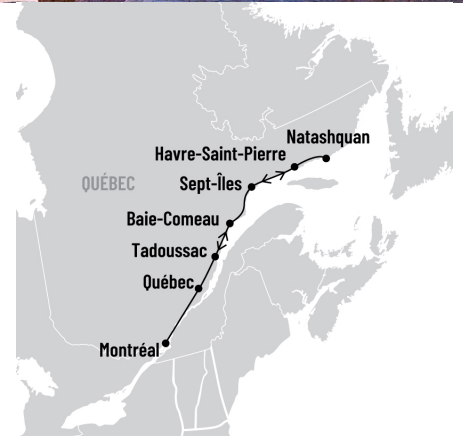 Natashquan
Havre-Saint-Pierre
QUÉBEC
Sept-Îles
Baie-Comeau
Tadoussac
Québec
Montréal